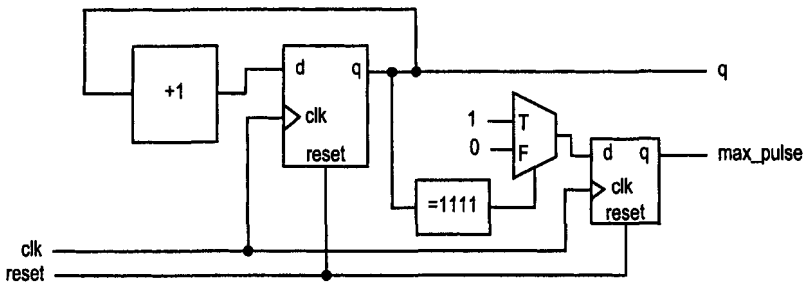 +1
d q
clk
reset
q
1 T
0 F
=1111
d q
clk
reset
max_pulse
clk
reset